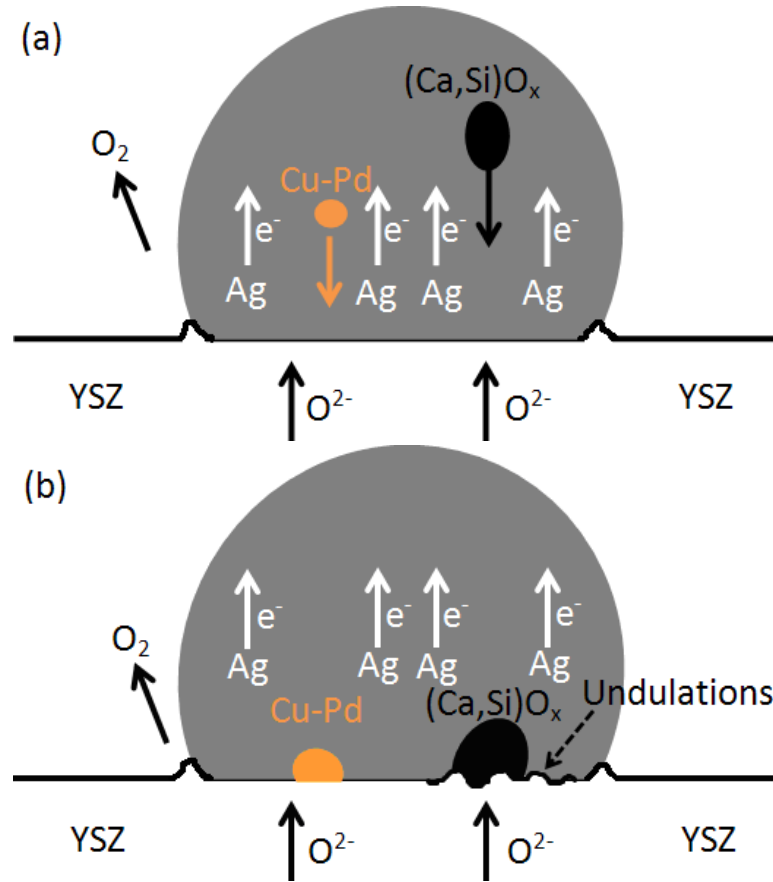 (a)
(Ca,Si)Oₓ
O₂
Cu-Pd
e⁻ e⁻ e⁻ e⁻
Ag Ag Ag Ag
YSZ O²⁻ O²⁻ YSZ
(b)
O₂
e⁻ e⁻ e⁻ e⁻
Ag Ag Ag Ag
Undulations
Cu-Pd (Ca,Si)Oₓ
YSZ O²⁻ O²⁻ YSZ